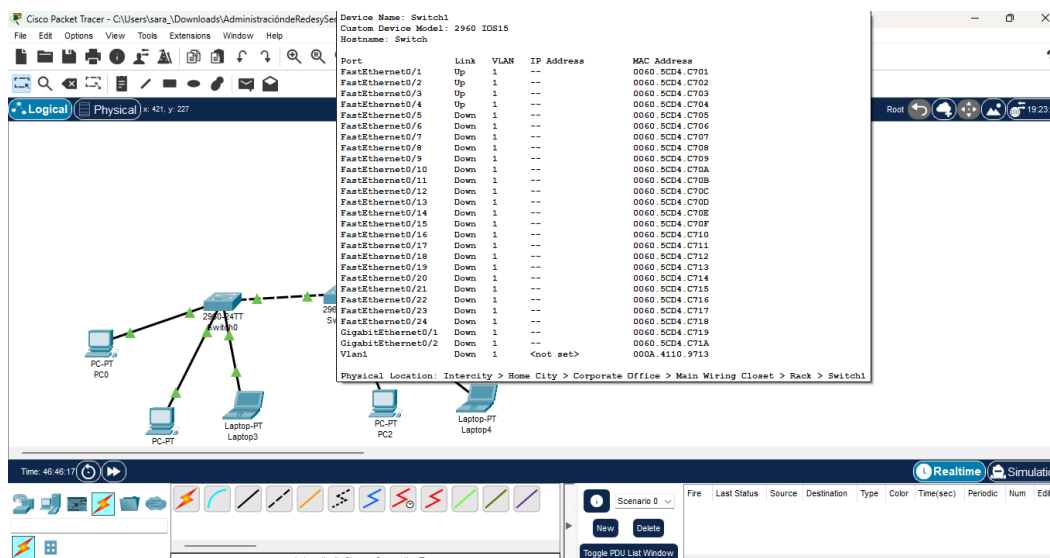 Cisco Packet Tracer - C:\Users\sara_\Downloads\AdministracióndeRedesySer
File Edit Options View Tools Extensions Window Help
Logical Physical x: 421, y: 227
Root 19:23:
Device Name: Switch1
Custom Device Model: 2960 IOS15
Hostname: Switch
Port Link VLAN IP Address MAC Address
FastEthernet0/1 Up 1 -- 0060.5CD4.C701
FastEthernet0/2 Up 1 -- 0060.5CD4.C702
FastEthernet0/3 Up 1 -- 0060.5CD4.C703
FastEthernet0/4 Up 1 -- 0060.5CD4.C704
FastEthernet0/5 Down 1 -- 0060.5CD4.C705
FastEthernet0/6 Down 1 -- 0060.5CD4.C706
FastEthernet0/7 Down 1 -- 0060.5CD4.C707
FastEthernet0/8 Down 1 -- 0060.5CD4.C708
FastEthernet0/9 Down 1 -- 0060.5CD4.C709
FastEthernet0/10 Down 1 -- 0060.5CD4.C70A
FastEthernet0/11 Down 1 -- 0060.5CD4.C70B
FastEthernet0/12 Down 1 -- 0060.5CD4.C70C
FastEthernet0/13 Down 1 -- 0060.5CD4.C70D
FastEthernet0/14 Down 1 -- 0060.5CD4.C70E
FastEthernet0/15 Down 1 -- 0060.5CD4.C70F
FastEthernet0/16 Down 1 -- 0060.5CD4.C710
FastEthernet0/17 Down 1 -- 0060.5CD4.C711
FastEthernet0/18 Down 1 -- 0060.5CD4.C712
FastEthernet0/19 Down 1 -- 0060.5CD4.C713
FastEthernet0/20 Down 1 -- 0060.5CD4.C714
FastEthernet0/21 Down 1 -- 0060.5CD4.C715
FastEthernet0/22 Down 1 -- 0060.5CD4.C716
FastEthernet0/23 Down 1 -- 0060.5CD4.C717
FastEthernet0/24 Down 1 -- 0060.5CD4.C718
GigabitEthernet0/1 Down 1 -- 0060.5CD4.C719
GigabitEthernet0/2 Down 1 -- 0060.5CD4.C71A
Vlan1 Down 1 <not set> 000A.4110.9713
Physical Location: Intercity > Home City > Corporate Office > Main Wiring Closet > Rack > Switch1
2960-24TT
Switch0
296
Sw
PC-PT
PC0
PC-PT
Laptop-PT
Laptop3
PC-PT
PC2
Laptop-PT
Laptop4
Time: 46:46:17
Realtime Simulatio
Scenario 0
New Delete
Toggle PDU List Window
Fire Last Status Source Destination Type Color Time(sec) Periodic Num Edit